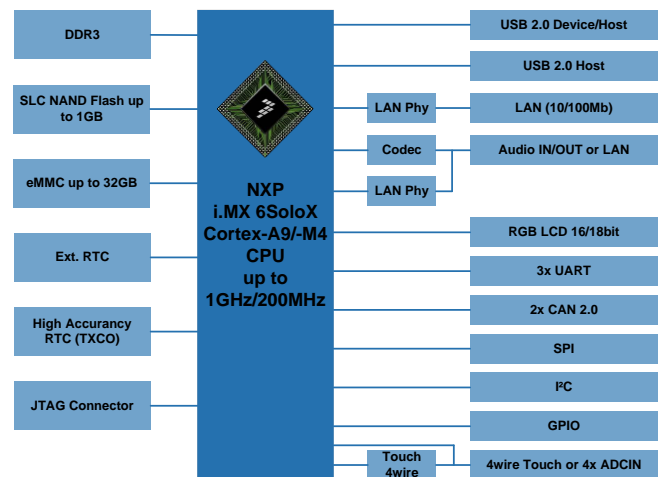 DDR3
SLC NAND Flash up
to 1GB
eMMC up to 32GB
Ext. RTC
High Accurancy
RTC (TXCO)
JTAG Connector
NXP
i.MX 6SoloX
Cortex-A9/-M4
CPU
up to
1GHz/200MHz
LAN Phy
Codec
LAN Phy
Touch
4wire
USB 2.0 Device/Host
USB 2.0 Host
LAN (10/100Mb)
Audio IN/OUT or LAN
RGB LCD 16/18bit
3x UART
2x CAN 2.0
SPI
I²C
GPIO
4wire Touch or 4x ADCIN